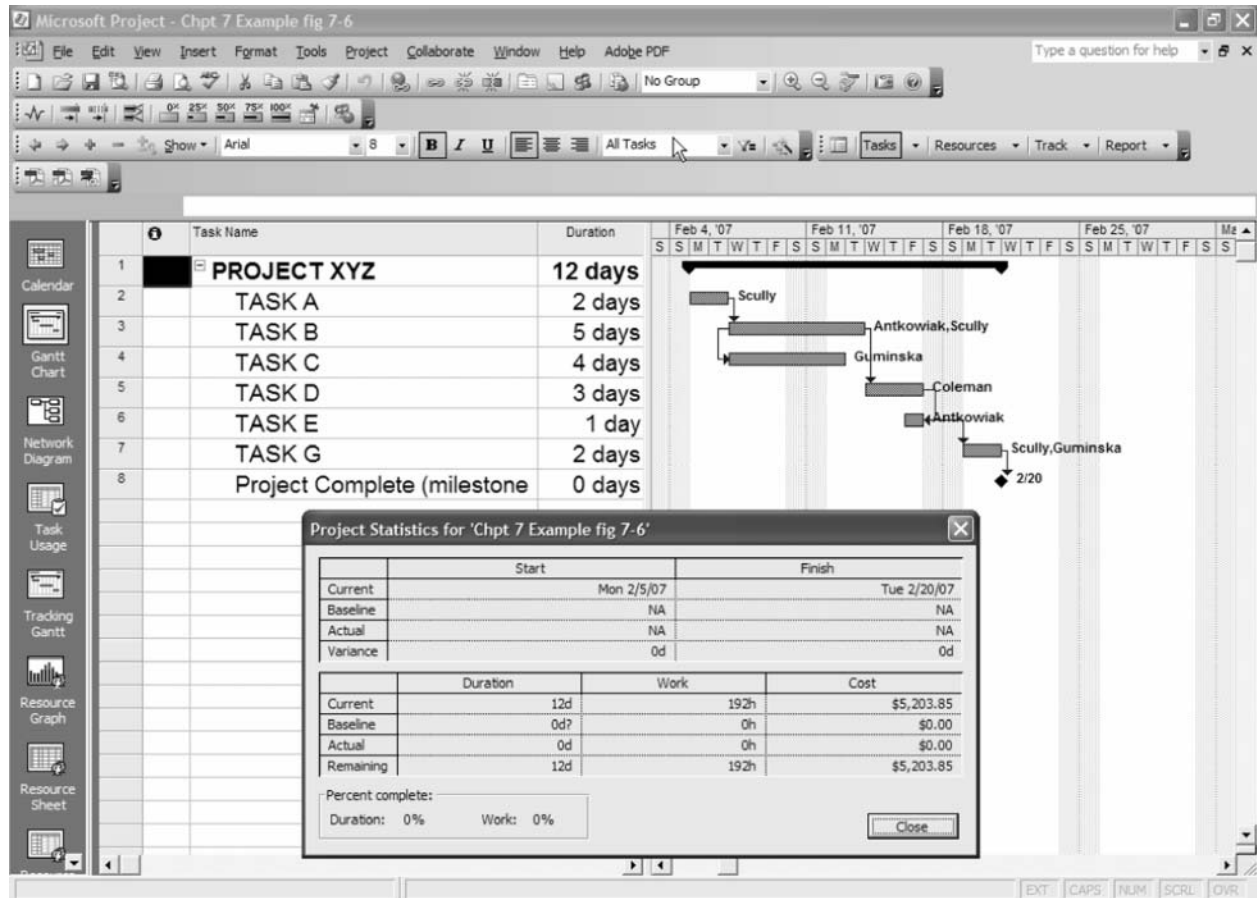 Microsoft Project - Chpt 7 Example fig 7-6
File Edit View Insert Format Tools Project Collaborate Window Help Adobe PDF Type a question for help
No Group
0% 25% 50% 75% 100%
Show Arial 8 B I U All Tasks Tasks Resources Track Report
Task Name Duration Feb 4, '07 Feb 11, '07 Feb 18, '07 Feb 25, '07 Ma
S S M T W T F S S M T W T F S S M T W T F S S M T W T F S S
1 PROJECT XYZ 12 days
Calendar
2 TASK A 2 days Scully
3 TASK B 5 days Antkowiak,Scully
Gantt Chart
4 TASK C 4 days Guminska
5 TASK D 3 days Coleman
6 TASK E 1 day Antkowiak
Network Diagram
7 TASK G 2 days Scully,Guminska
8 Project Complete (milestone 0 days 2/20
Task Usage
Tracking Gantt
Resource Graph
Resource Sheet
Project Statistics for 'Chpt 7 Example fig 7-6'
Start Finish
Current Mon 2/5/07 Tue 2/20/07
Baseline NA NA
Actual NA NA
Variance 0d 0d
Duration Work Cost
Current 12d 192h $5,203.85
Baseline 0d? 0h $0.00
Actual 0d 0h $0.00
Remaining 12d 192h $5,203.85
Percent complete:
Duration: 0% Work: 0%
Close
EXT CAPS NUM SCRL OVR